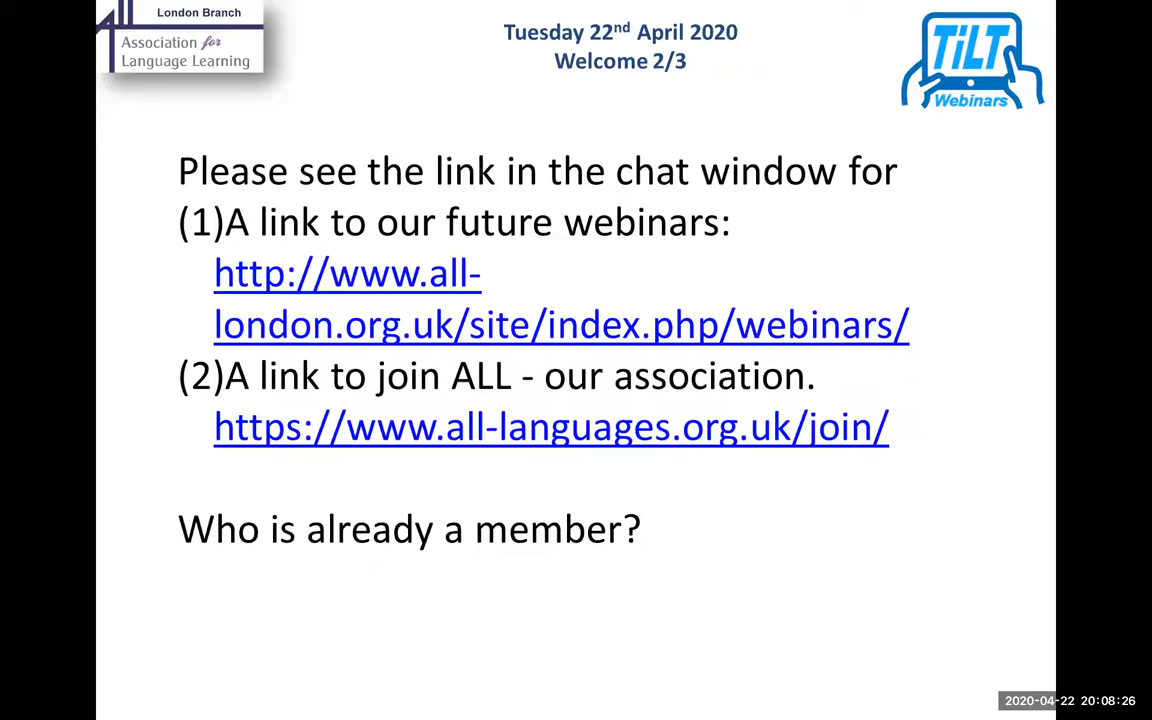 London Branch
Association for
Language Learning
Tuesday 22nd April 2020
Welcome 2/3
TiLT
Webinars
Please see the link in the chat window for
(1)A link to our future webinars:
http://www.all-
london.org.uk/site/index.php/webinars/
(2)A link to join ALL - our association.
https://www.all-languages.org.uk/join/
Who is already a member?
2020-04-22 20:08:26